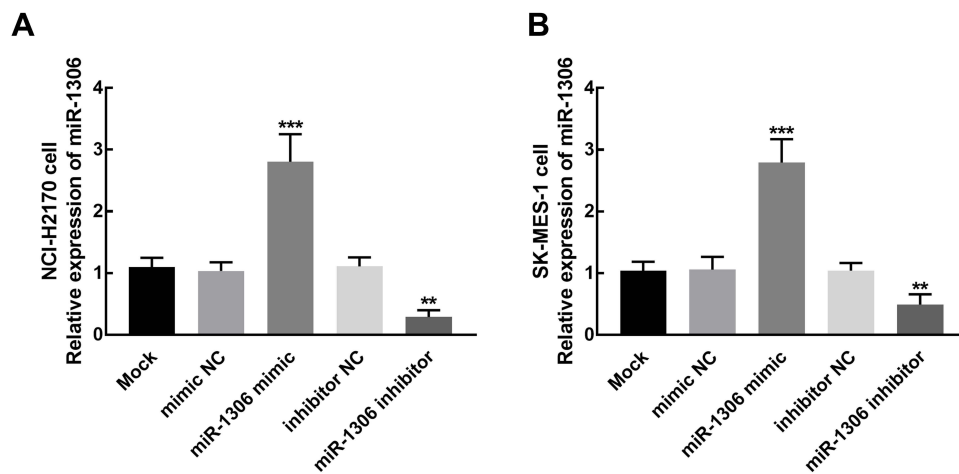 A
NCI-H2170 cell
Relative expression of miR-1306
4
3
2
1
0
***
**
Mock
mimic NC
miR-1306 mimic
inhibitor NC
miR-1306 inhibitor
B
SK-MES-1 cell
Relative expression of miR-1306
4
3
2
1
0
***
**
Mock
mimic NC
miR-1306 mimic
inhibitor NC
miR-1306 inhibitor